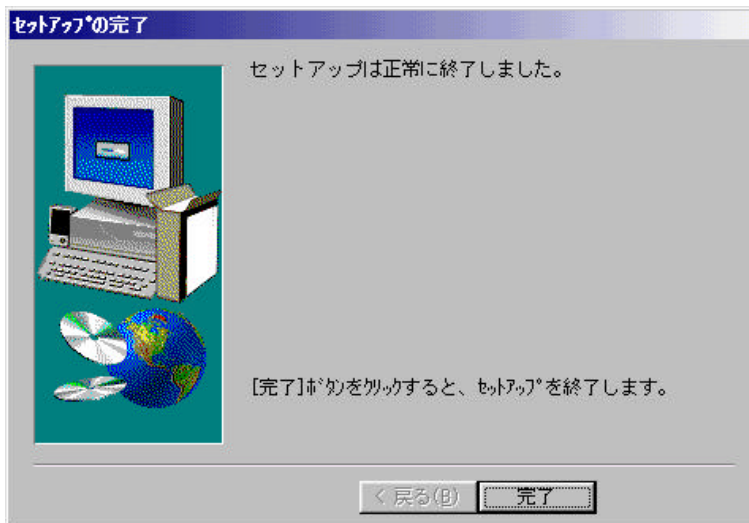 ｾｯﾄｱｯﾌﾟの完了
セットアップは正常に終了しました。
[完了]ﾎﾞﾀﾝをｸﾘｯｸすると、ｾｯﾄｱｯﾌﾟを終了します。
< 戻る(B)
完了